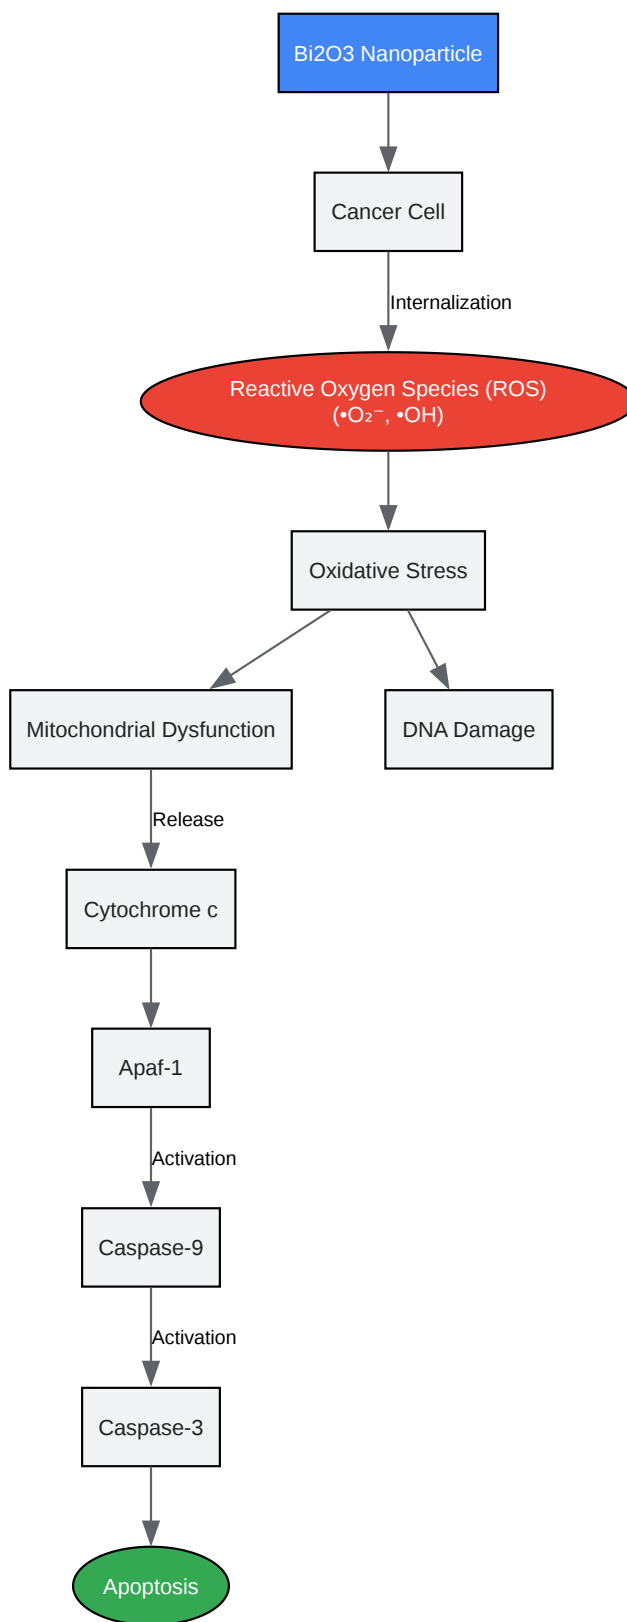 Bi2O3 Nanoparticle
Cancer Cell
Internalization
Reactive Oxygen Species (ROS)
(•O₂⁻, •OH)
Oxidative Stress
Mitochondrial Dysfunction
DNA Damage
Release
Cytochrome c
Apaf-1
Activation
Caspase-9
Activation
Caspase-3
Apoptosis